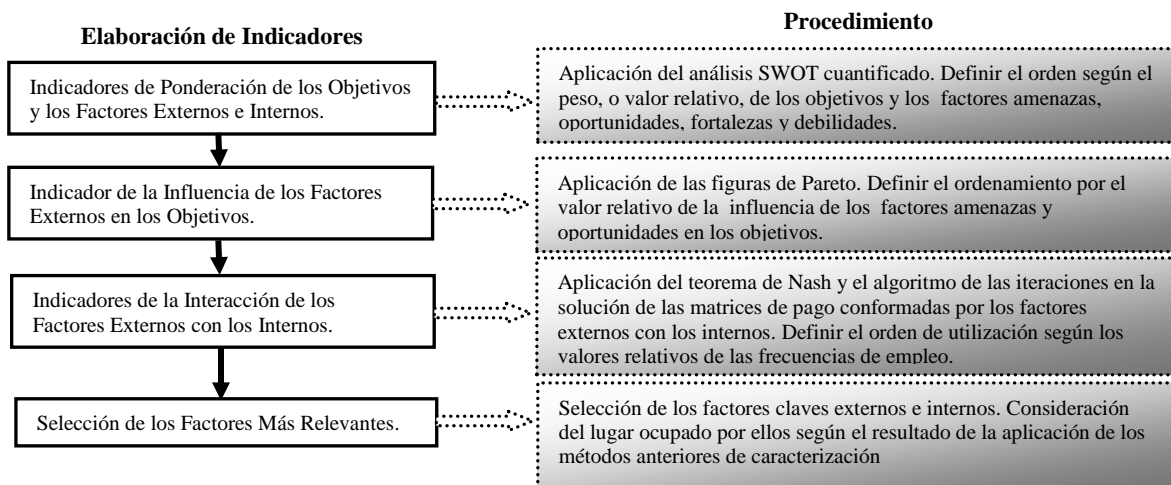 Procedimiento
Elaboración de Indicadores
Indicadores de Ponderación de los Objetivos
y los Factores Externos e Internos.
Aplicación del análisis SWOT cuantificado. Definir el orden según el
peso, o valor relativo, de los objetivos y los factores amenazas,
oportunidades, fortalezas y debilidades.
Indicador de la Influencia de los Factores
Externos en los Objetivos.
Aplicación de las figuras de Pareto. Definir el ordenamiento por el
valor relativo de la influencia de los factores amenazas y
oportunidades en los objetivos.
Indicadores de la Interacción de los
Factores Externos con los Internos.
Aplicación del teorema de Nash y el algoritmo de las iteraciones en la
solución de las matrices de pago conformadas por los factores
externos con los internos. Definir el orden de utilización según los
valores relativos de las frecuencias de empleo.
Selección de los Factores Más Relevantes.
Selección de los factores claves externos e internos. Consideración
del lugar ocupado por ellos según el resultado de la aplicación de los
métodos anteriores de caracterización